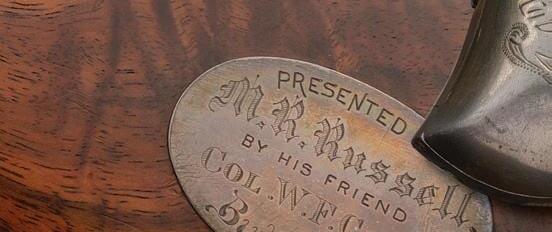 PRESENTED
M. R. Russell,
BY HIS FRIEND
COL. W. F. C